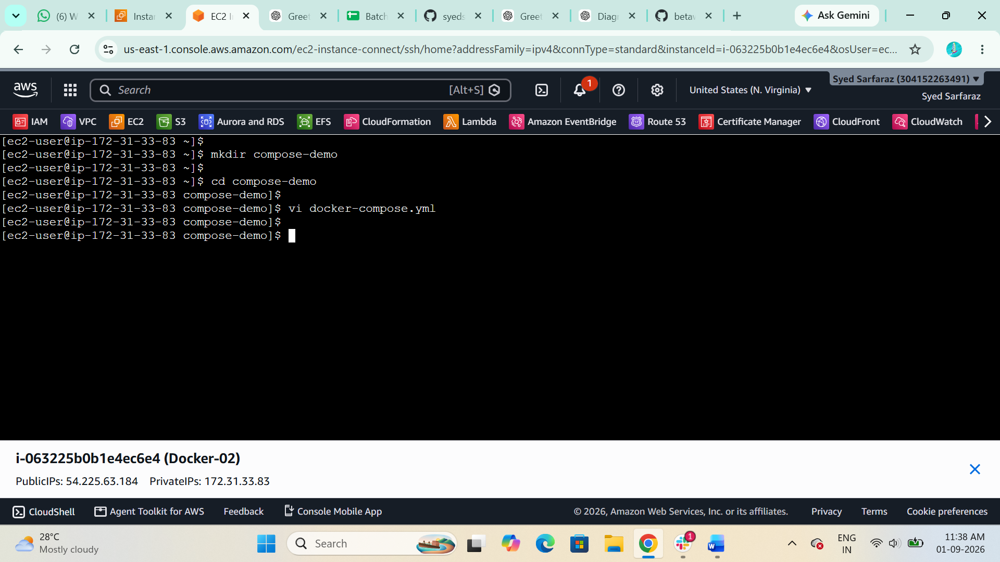 (6) W
Instar
EC2 I
Greet
Batch
syeds
Greet
Diagr
betaw
Ask Gemini
us-east-1.console.aws.amazon.com/ec2-instance-connect/ssh/home?addressFamily=ipv4&connType=standard&instanceId=i-063225b0b1e4ec6e4&osUser=ec...
aws
Search
[Alt+S]
1
United States (N. Virginia) ▼
Syed Sarfaraz (304152263491) ▼
Syed Sarfaraz
IAM
VPC
EC2
S3
Aurora and RDS
EFS
CloudFormation
Lambda
Amazon EventBridge
Route 53
Certificate Manager
CloudFront
CloudWatch
[ec2-user@ip-172-31-33-83 ~]$
[ec2-user@ip-172-31-33-83 ~]$ mkdir compose-demo
[ec2-user@ip-172-31-33-83 ~]$
[ec2-user@ip-172-31-33-83 ~]$ cd compose-demo
[ec2-user@ip-172-31-33-83 compose-demo]$
[ec2-user@ip-172-31-33-83 compose-demo]$ vi docker-compose.yml
[ec2-user@ip-172-31-33-83 compose-demo]$
[ec2-user@ip-172-31-33-83 compose-demo]$
i-063225b0b1e4ec6e4 (Docker-02)
PublicIPs: 54.225.63.184 PrivateIPs: 172.31.33.83
CloudShell
Agent Toolkit for AWS
Feedback
Console Mobile App
© 2026, Amazon Web Services, Inc. or its affiliates.
Privacy
Terms
Cookie preferences
28°C
Mostly cloudy
Search
1
ENG
IN
11:38 AM
01-09-2026